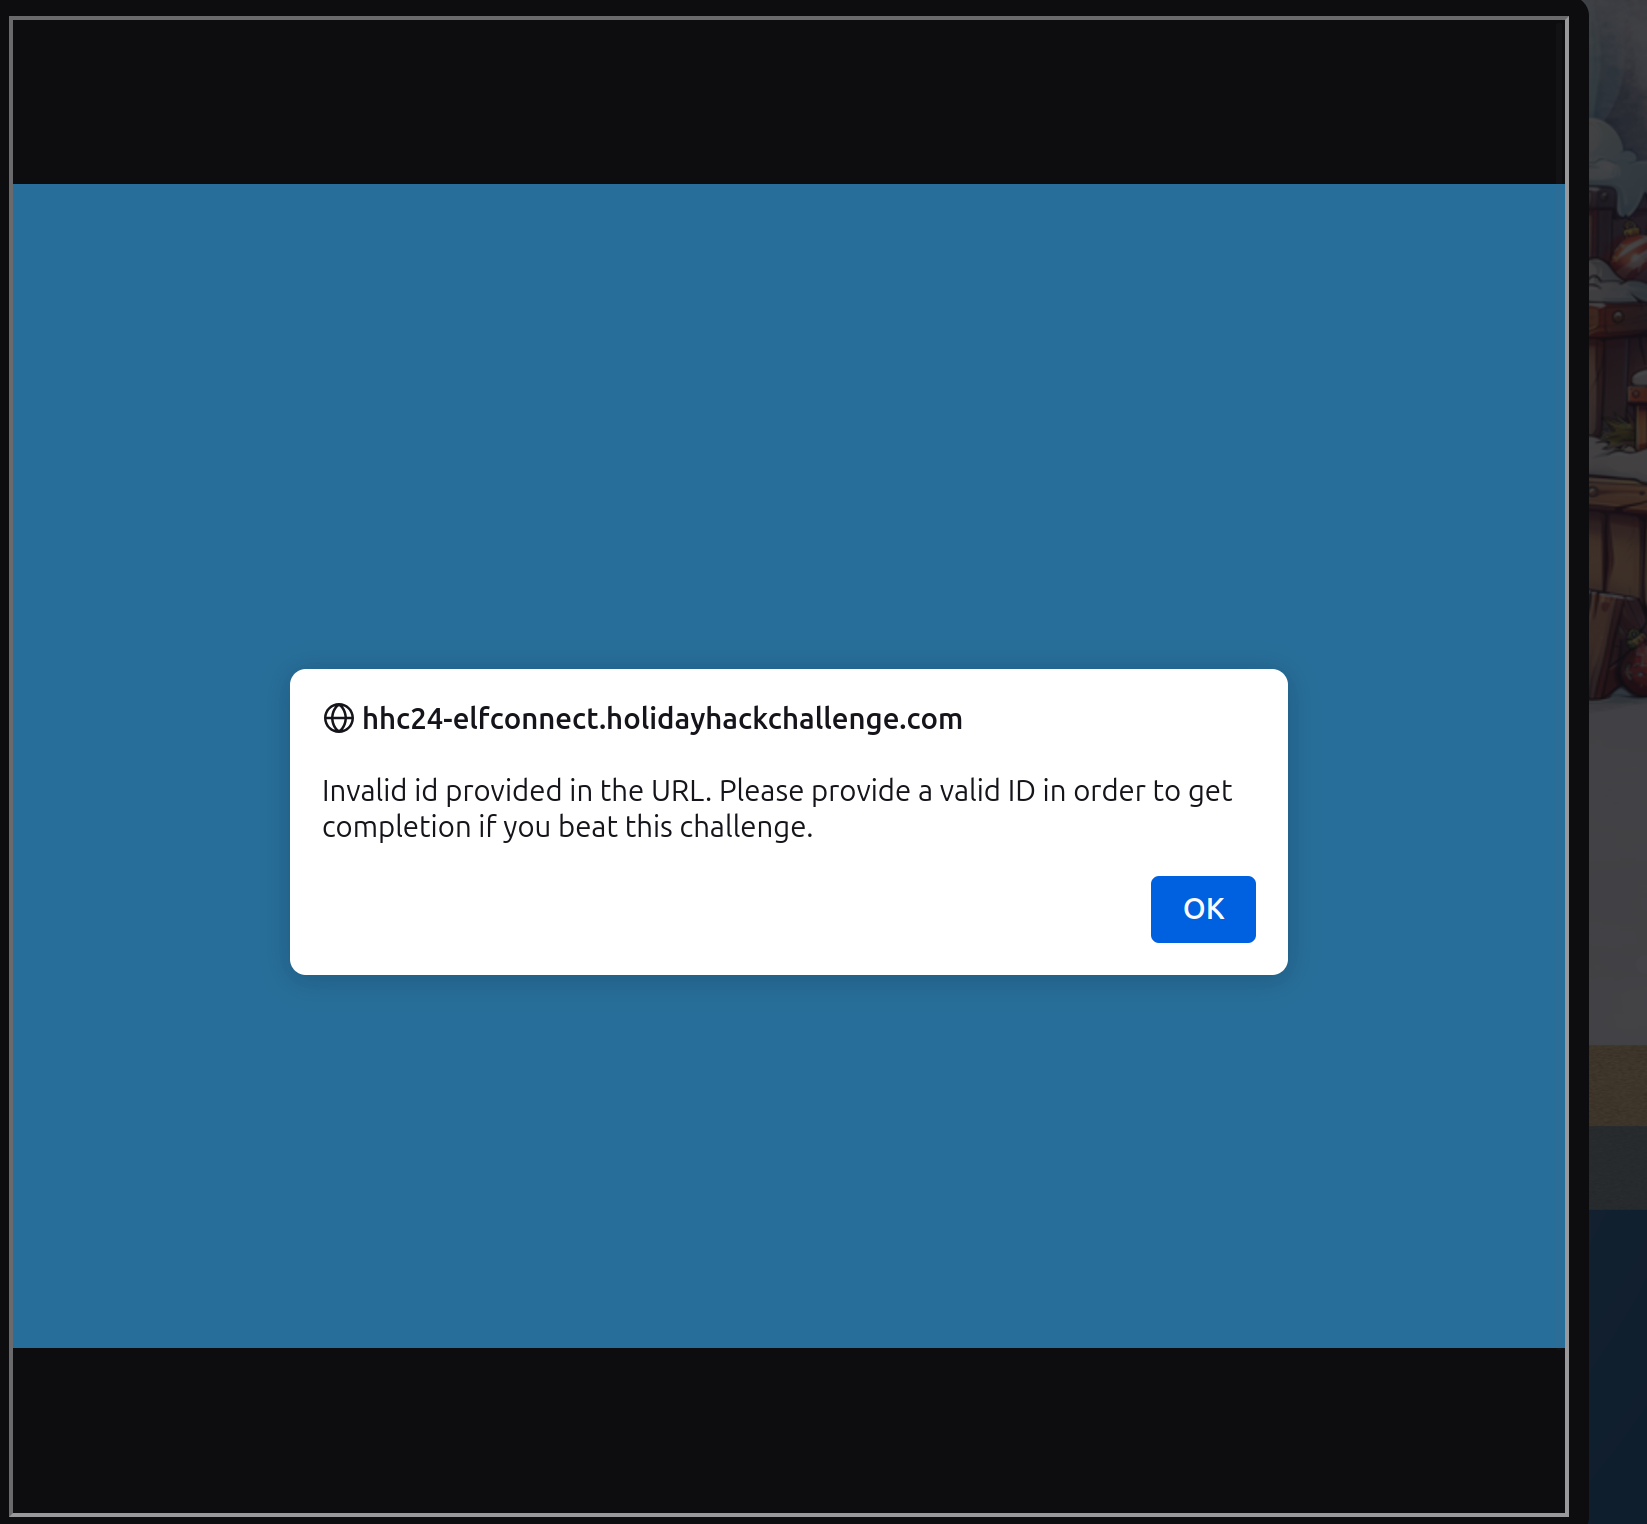 hhc24-elfconnect.holidayhackchallenge.com
Invalid id provided in the URL. Please provide a valid ID in order to get
completion if you beat this challenge.
OK